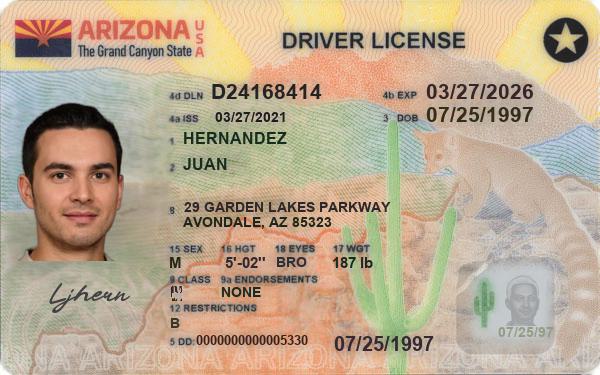 ARIZONA USA
The Grand Canyon State
DRIVER LICENSE
4d DLN D24168414 4b EXP 03/27/2026
4a ISS 03/27/2021 3 DOB 07/25/1997
1 HERNANDEZ
2 JUAN
8 29 GARDEN LAKES PARKWAY
AVONDALE, AZ 85323
15 SEX 16 HGT 18 EYES 17 WGT
M 5'-02" BRO 187 lb
9 CLASS 9a ENDORSEMENTS
NONE
12 RESTRICTIONS
B
5 DD: 0000000000005330 07/25/1997
Ljhern
07/25/97
ARIZONA ARIZONA ARIZONA ARIZONA